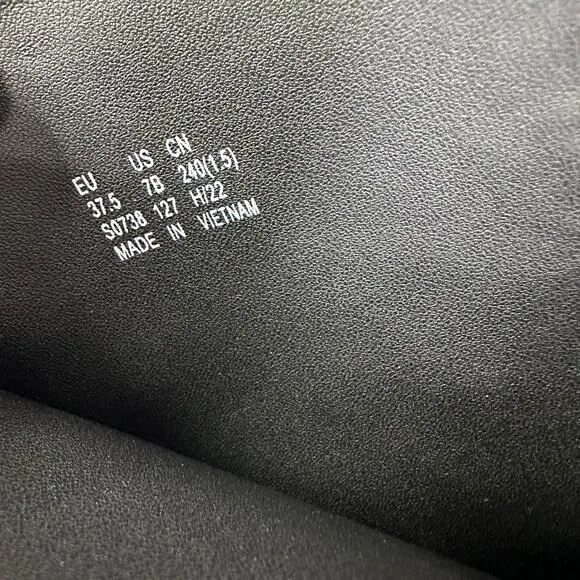 EU US CN
37.5 7B 240(1.5)
S0738 127 H/22
MADE IN VIETNAM